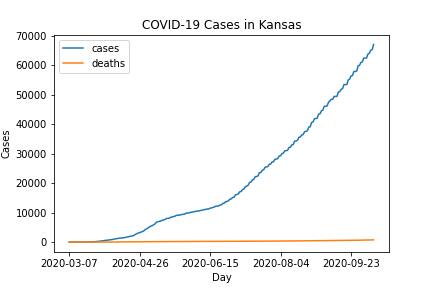 COVID-19 Cases in Kansas
70000
60000
50000
40000
30000
20000
10000
0
Cases
cases
deaths
2020-03-07 2020-04-26 2020-06-15 2020-08-04 2020-09-23
Day